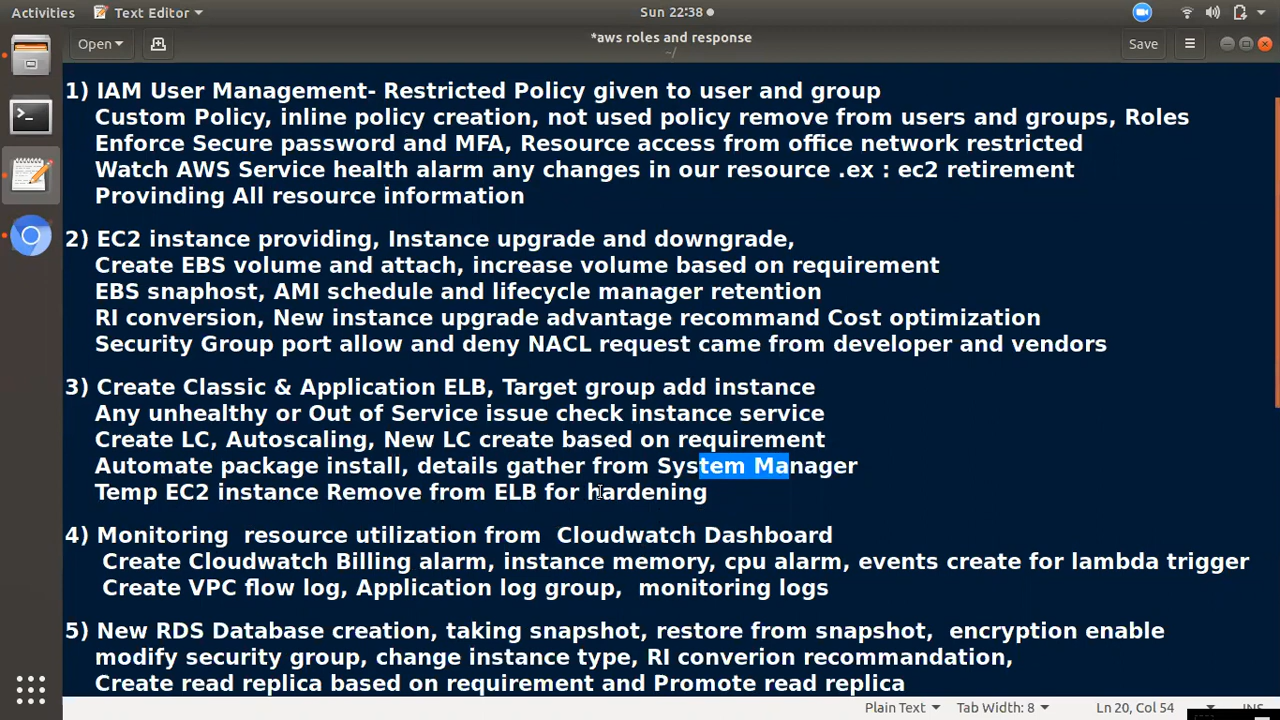 Activities Text Editor Sun 22:38
Open *aws roles and response Save
~/
1) IAM User Management- Restricted Policy given to user and group
Custom Policy, inline policy creation, not used policy remove from users and groups, Roles
Enforce Secure password and MFA, Resource access from office network restricted
Watch AWS Service health alarm any changes in our resource .ex : ec2 retirement
Provinding All resource information
2) EC2 instance providing, Instance upgrade and downgrade,
Create EBS volume and attach, increase volume based on requirement
EBS snaphost, AMI schedule and lifecycle manager retention
RI conversion, New instance upgrade advantage recommand Cost optimization
Security Group port allow and deny NACL request came from developer and vendors
3) Create Classic & Application ELB, Target group add instance
Any unhealthy or Out of Service issue check instance service
Create LC, Autoscaling, New LC create based on requirement
Automate package install, details gather from System Manager
Temp EC2 instance Remove from ELB for hardening
4) Monitoring resource utilization from Cloudwatch Dashboard
Create Cloudwatch Billing alarm, instance memory, cpu alarm, events create for lambda trigger
Create VPC flow log, Application log group, monitoring logs
5) New RDS Database creation, taking snapshot, restore from snapshot, encryption enable
modify security group, change instance type, RI converion recommandation,
Create read replica based on requirement and Promote read replica
Plain Text Tab Width: 8 Ln 20, Col 54